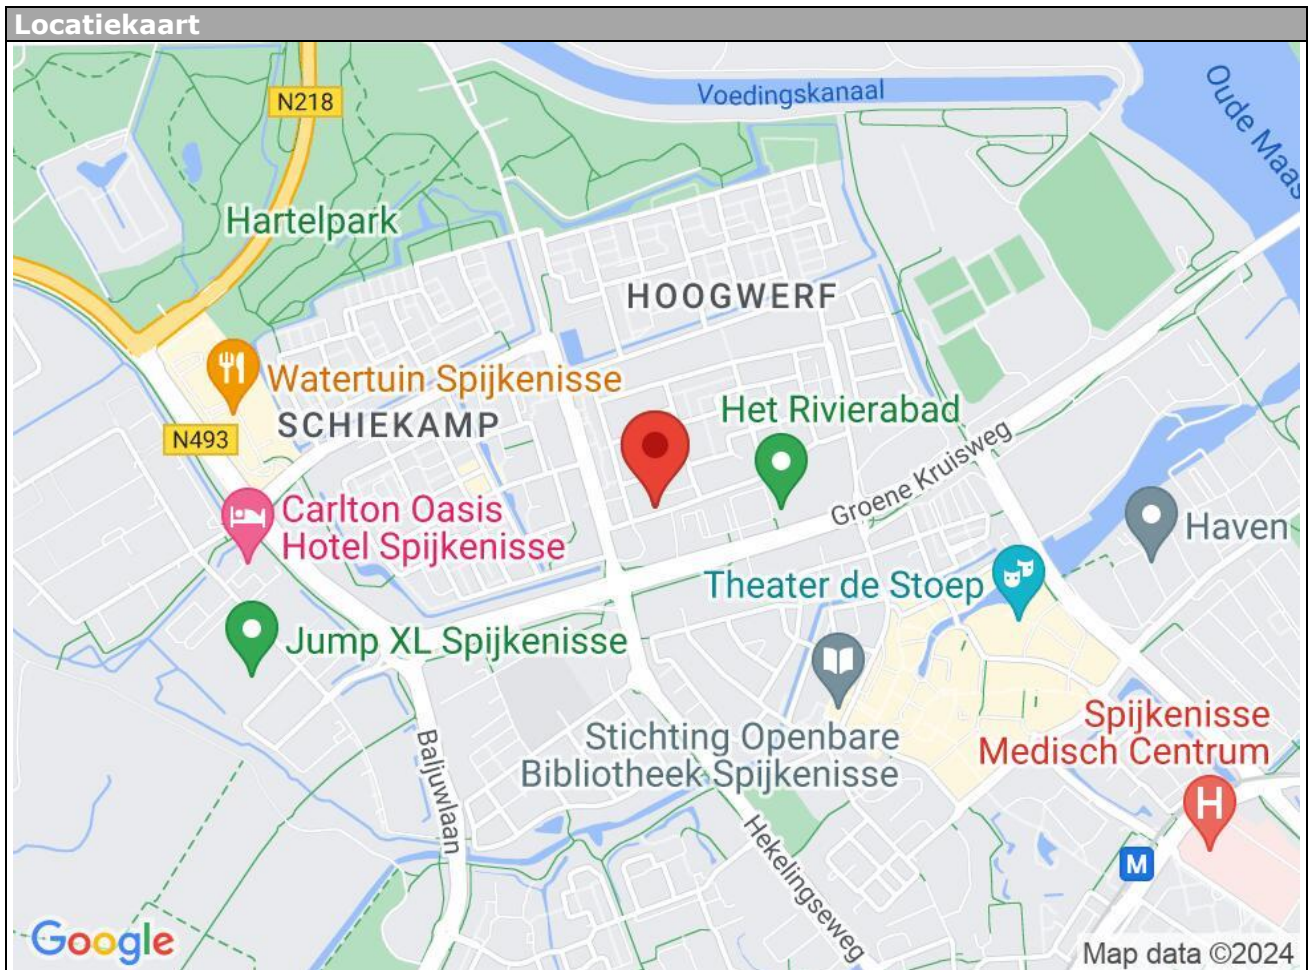 Locatiekaart
Voedingskanaal
Oude Maas
N218
Hartelpark
HOOGWERF
Watertuin Spijkenisse
SCHIEKAMP
N493
Het Rivierabad
Groene Kruisweg
Carlton Oasis
Hotel Spijkenisse
Haven
Theater de Stoep
Jump XL Spijkenisse
Stichting Openbare
Bibliotheek Spijkenisse
Spijkenisse
Medisch Centrum
H
Baljuwlaan
Hekelingseweg
M
Google
Map data ©2024